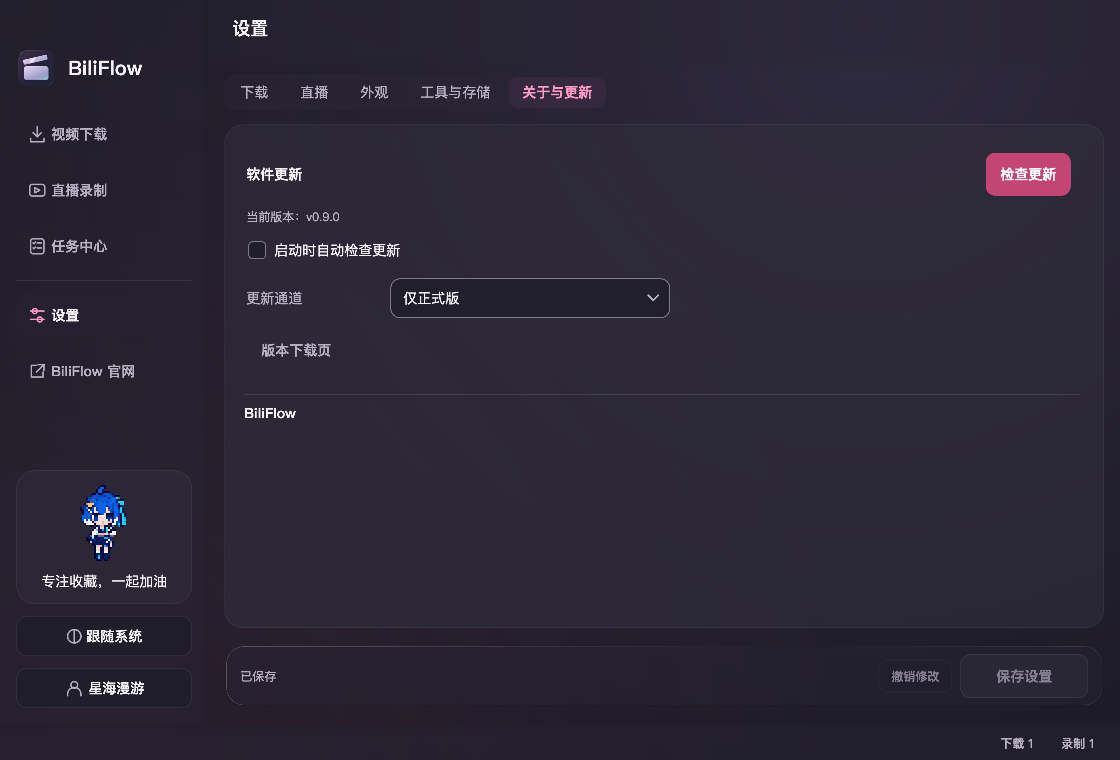 设置
BiliFlow
下载 直播 外观 工具与存储 关于与更新
视频下载
直播录制
任务中心
设置
BiliFlow 官网
软件更新
检查更新
当前版本：v0.9.0
启动时自动检查更新
更新通道 仅正式版
版本下载页
BiliFlow
专注收藏，一起加油
跟随系统
星海漫游
已保存 撤销修改 保存设置
下载 1 录制 1